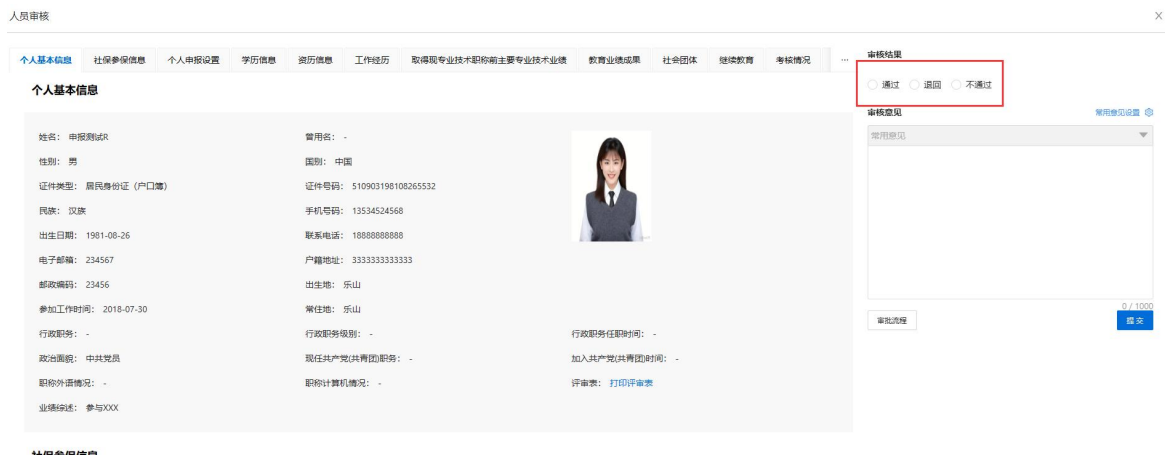 人员审核
个人基本信息 社保参保信息 个人申报设置 学历信息 资历信息 工作经历 取得现专业技术职称前主要专业技术业绩 教育业绩成果 社会团体 继续教育 考核情况 ...
个人基本信息
姓名： 申报测试R 曾用名： -
性别： 男 国别： 中国
证件类型： 居民身份证（户口簿） 证件号码： 510903198108265532
民族： 汉族 手机号码： 13534524568
出生日期： 1981-08-26 联系电话： 18888888888
电子邮箱： 234567 户籍地址： 3333333333333
邮政编码： 23456 出生地： 乐山
参加工作时间： 2018-07-30 常住地： 乐山
行政职务： - 行政职务级别： - 行政职务任职时间： -
政治面貌： 中共党员 现任共产党(共青团)职务： - 加入共产党(共青团)时间： -
职称外语情况： - 职称计算机情况： - 评审表： 打印评审表
业绩综述： 参与XXX
社保参保信息
审核结果
通过 退回 不通过
审核意见 常用意见设置
常用意见
0 / 1000
审批流程 提交